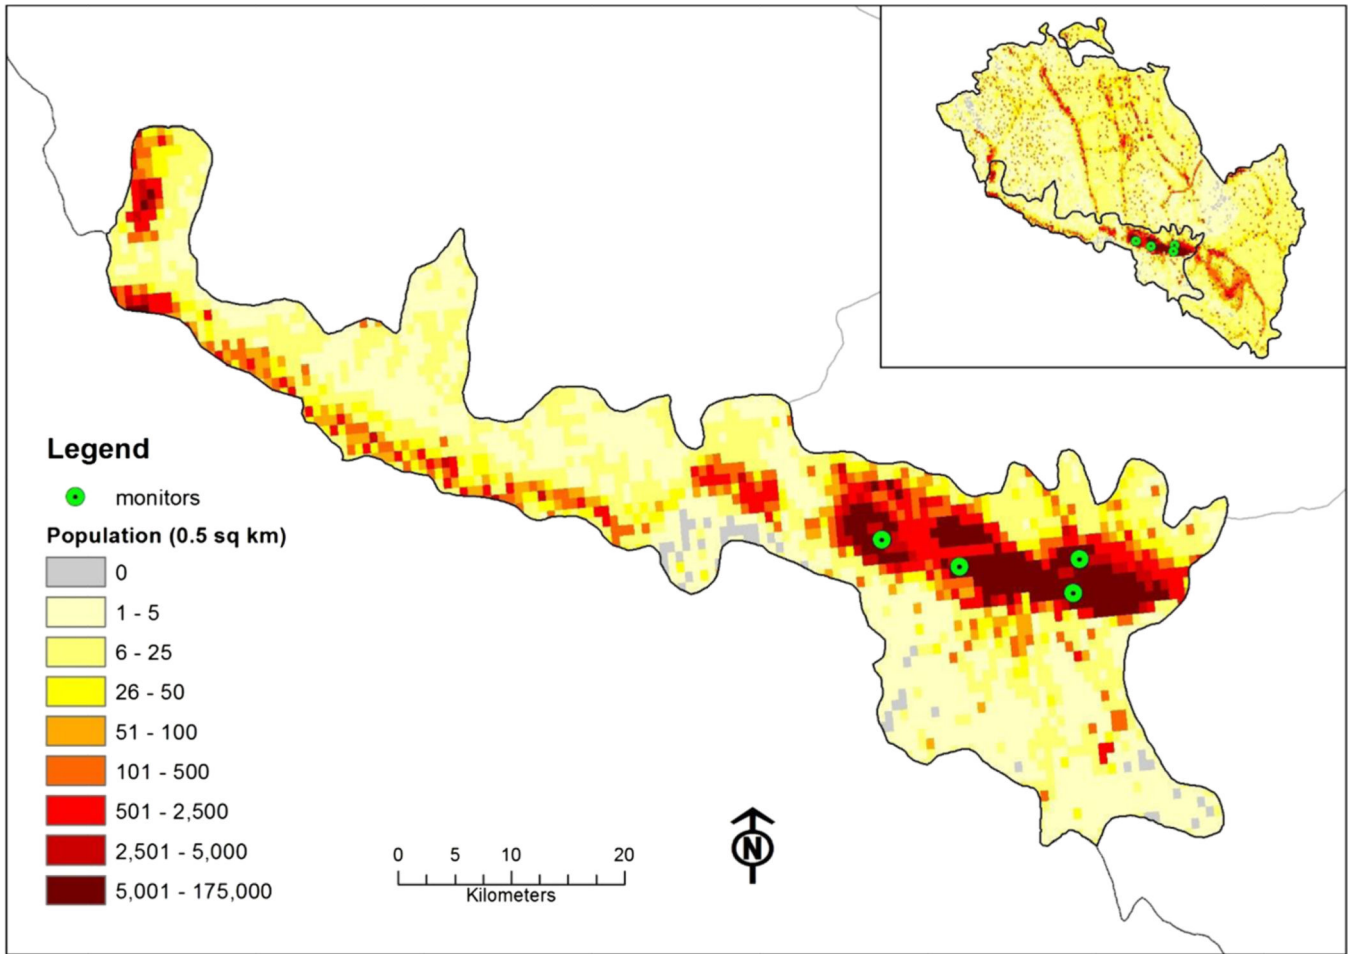 Legend
monitors
Population (0.5 sq km)
0
1 - 5
6 - 25
26 - 50
51 - 100
101 - 500
501 - 2,500
2,501 - 5,000
5,001 - 175,000
0 5 10 20
Kilometers
N